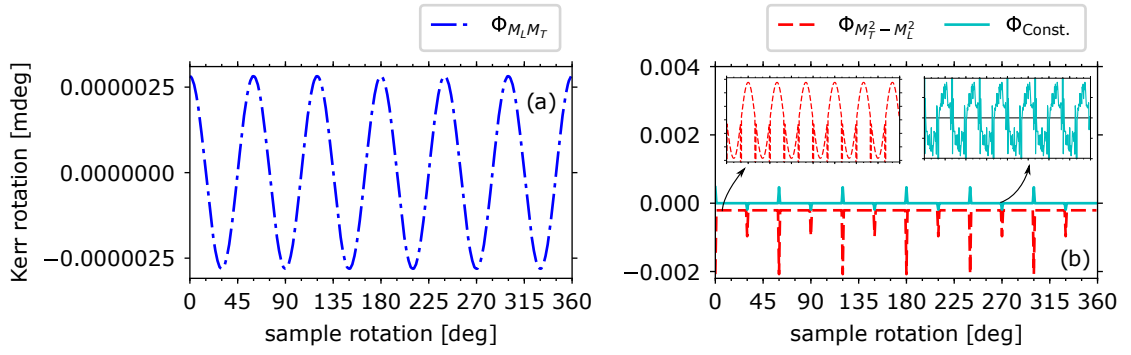 Φ_{M_L M_T}
Kerr rotation [mdeg]
0.0000025
0.0000000
−0.0000025
(a)
0 45 90 135 180 225 270 315 360
sample rotation [deg]
Φ_{M_T^2 − M_L^2} Φ_{Const.}
0.004
0.002
0.000
−0.002
(b)
0 45 90 135 180 225 270 315 360
sample rotation [deg]